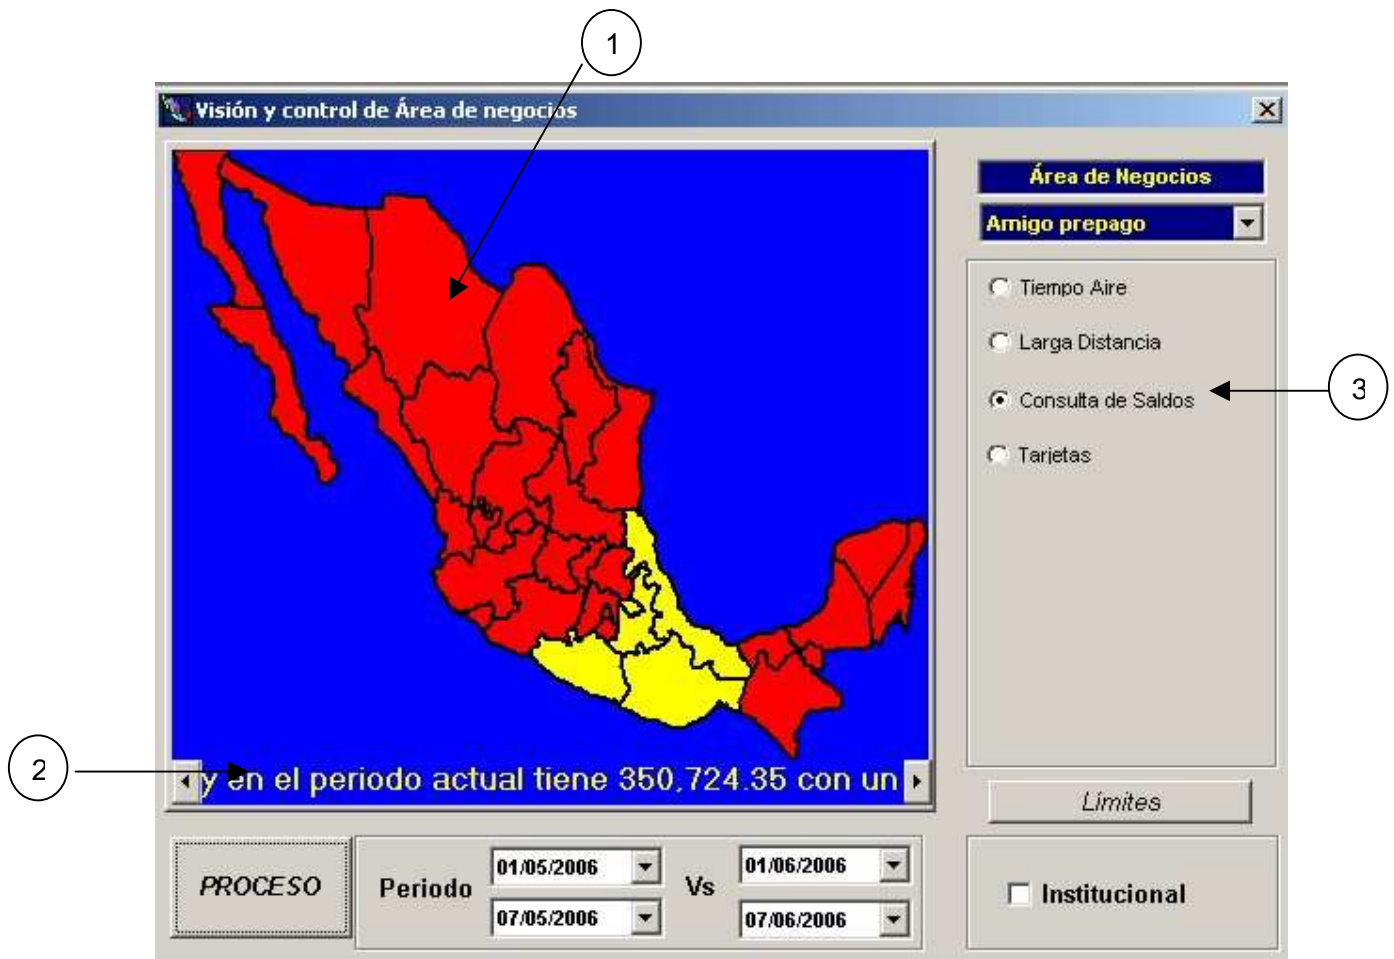 1
Visión y control de Área de negocios
Área de Negocios
Amigo prepago
Tiempo Aire
Larga Distancia
Consulta de Saldos
3
Tarjetas
2
y en el periodo actual tiene 350,724.35 con un
Límites
PROCESO
Periodo
01/05/2006
07/05/2006
Vs
01/06/2006
07/06/2006
Institucional